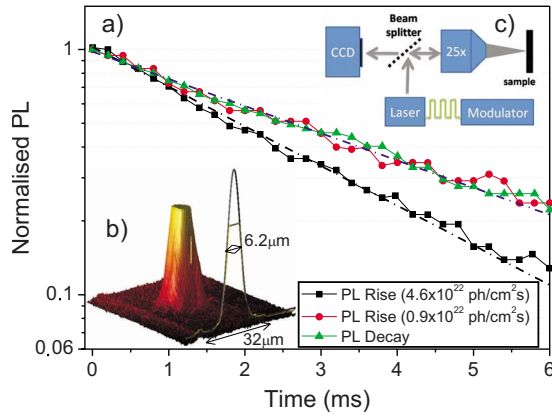 a)
Beam
splitter
c)
CCD
25x
sample
Laser
Modulator
Normalised PL
1
0.1
0.06
b)
6.2µm
32µm
PL Rise (4.6x10²² ph/cm²s)
PL Rise (0.9x10²² ph/cm²s)
PL Decay
0 1 2 3 4 5 6
Time (ms)